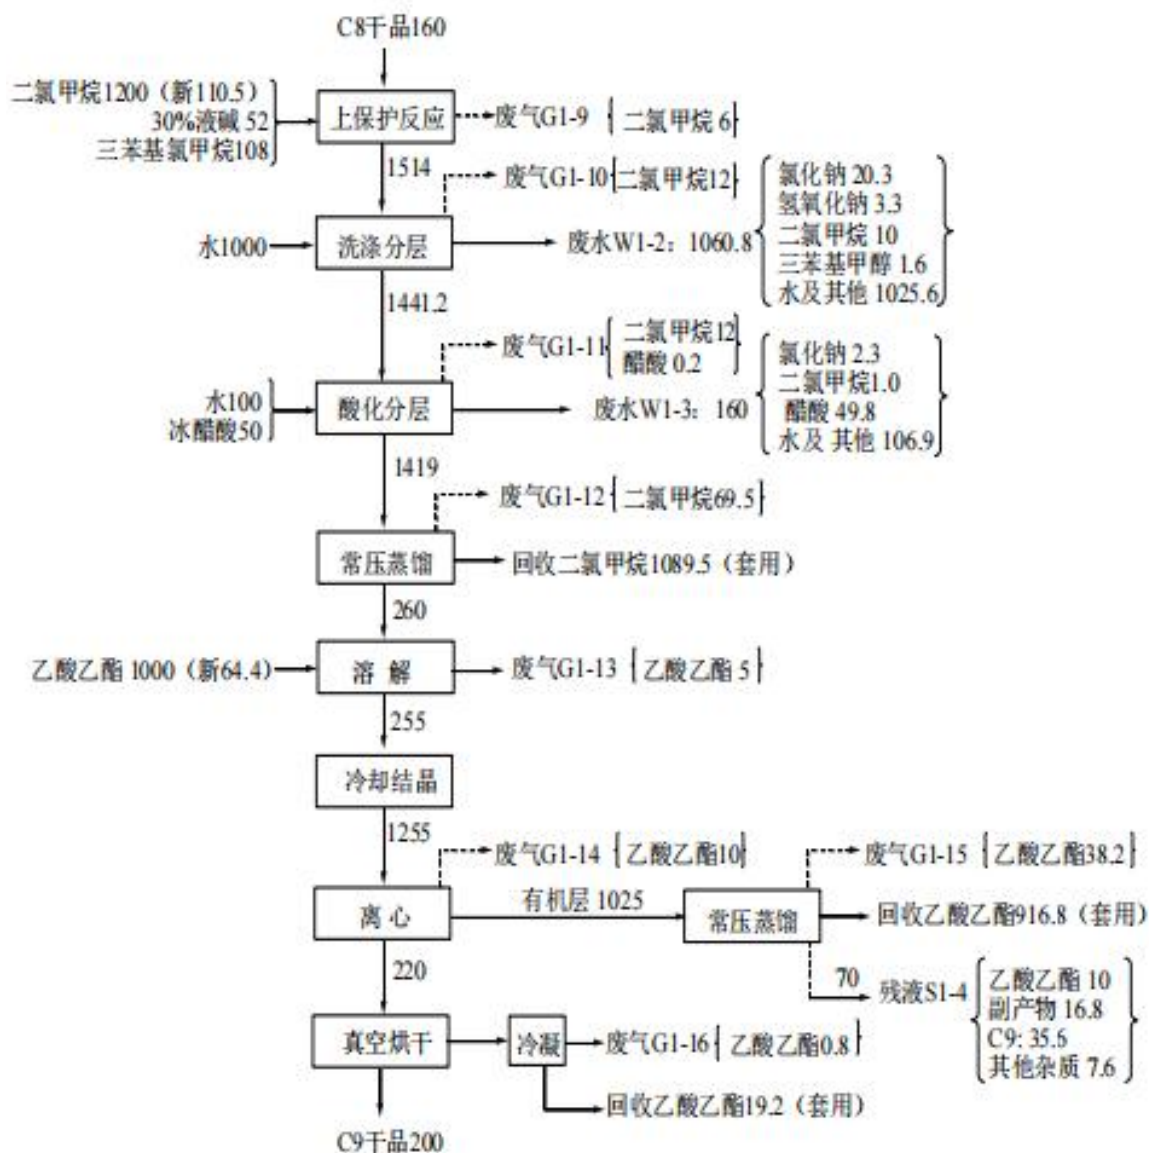 C8干品160
二氯甲烷1200（新110.5）
30%液碱 52
三苯基氯甲烷108
上保护反应
废气G1-9
二氯甲烷 6
1514
废气G1-10
二氯甲烷12
水1000
洗涤分层
废水W1-2：1060.8
氯化钠 20.3
氢氧化钠 3.3
二氯甲烷 10
三苯基甲醇 1.6
水及其他 1025.6
1441.2
废气G1-11
二氯甲烷12
醋酸 0.2
水100
冰醋酸50
酸化分层
废水W1-3：160
氯化钠 2.3
二氯甲烷1.0
醋酸 49.8
水及 其他 106.9
1419
废气G1-12
二氯甲烷69.5
常压蒸馏
回收二氯甲烷1089.5（套用）
260
乙酸乙酯 1000（新64.4）
溶 解
废气G1-13
乙酸乙酯 5
255
冷却结晶
1255
废气G1-14
乙酸乙酯10
废气G1-15
乙酸乙酯38.2
离 心
有机层 1025
常压蒸馏
回收乙酸乙酯916.8（套用）
220
70
残液S1-4
乙酸乙酯 10
副产物 16.8
C9: 35.6
其他杂质 7.6
真空烘干
冷凝
废气G1-16
乙酸乙酯0.8
回收乙酸乙酯19.2（套用）
C9干品200